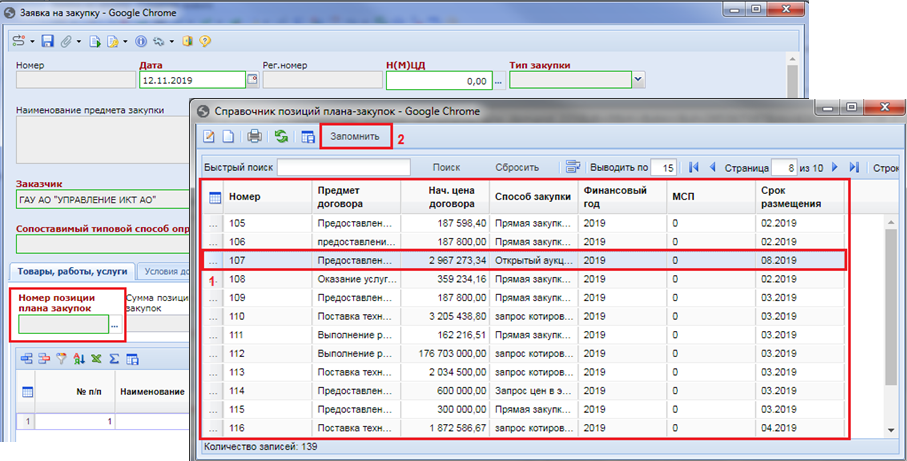 Заявка на закупку - Google Chrome
Номер Дата Рег.номер Н(М)ЦД Тип закупки
12.11.2019 0,00 ...
Наименование предмета закупки
Заказчик
ГАУ АО "УПРАВЛЕНИЕ ИКТ АО"
Сопоставимый типовой способ опр
Товары, работы, услуги Условия до
Номер позиции плана закупок
Сумма позици
закупок
...
№ п/п Наименование
1 1
Справочник позиций плана-закупок - Google Chrome
Запомнить 2
Быстрый поиск Поиск Сбросить Выводить по 15 Страница 8 из 10 Строк
Номер Предмет договора Нач. цена договора Способ закупки Финансовый год МСП Срок размещения
... 105 Предоставлен... 187 598,40 Прямая закупк... 2019 0 02.2019
... 106 предоставлени... 187 800,00 Прямая закупк... 2019 0 02.2019
... 107 Предоставлен... 2 967 273,34 Открытый аукц... 2019 0 08.2019
1 108 Оказание услуг... 359 234,16 Прямая закупк... 2019 0 02.2019
... 109 Предоставлен... 187 800,00 Прямая закупк... 2019 0 03.2019
... 110 Поставка техн... 3 205 438,80 запрос котиров... 2019 0 03.2019
... 111 Выполнение р... 162 216,51 Прямая закупк... 2019 0 03.2019
... 112 Выполнение р... 176 703 000,00 запрос котиров... 2019 0 03.2019
... 113 Поставка техн... 2 034 500,00 запрос котиров... 2019 0 03.2019
... 114 Предоставлен... 600 000,00 Запрос цен в э... 2019 0 03.2019
... 115 Предоставлен... 300 000,00 Прямая закупк... 2019 0 03.2019
... 116 Поставка техн... 1 872 586,67 запрос котиров... 2019 0 04.2019
Количество записей: 139